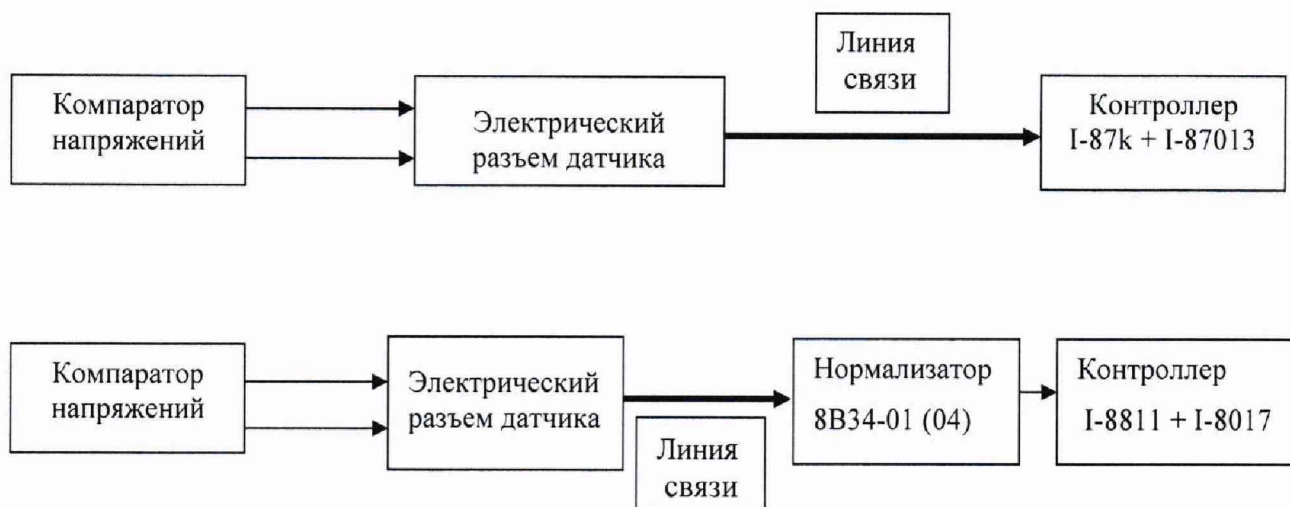 Линия
связи
Компаратор
напряжений
Электрический
разъем датчика
Контроллер
I-87k + I-87013
Компаратор
напряжений
Электрический
разъем датчика
Линия
связи
Нормализатор
8B34-01 (04)
Контроллер
I-8811 + I-8017